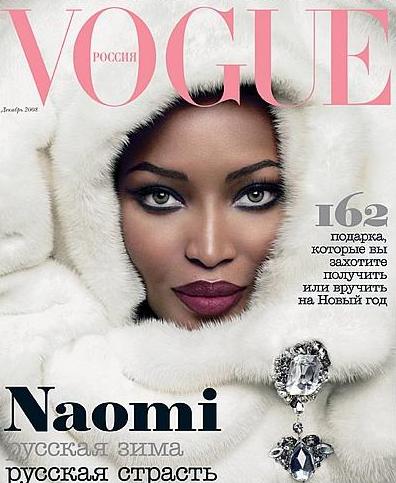 VOGUE
РОССИЯ
Декабрь 2008
162
подарка,
которые вы
захотите
получить
или вручить
на Новый год
Naomi
русская зима
русская страсть